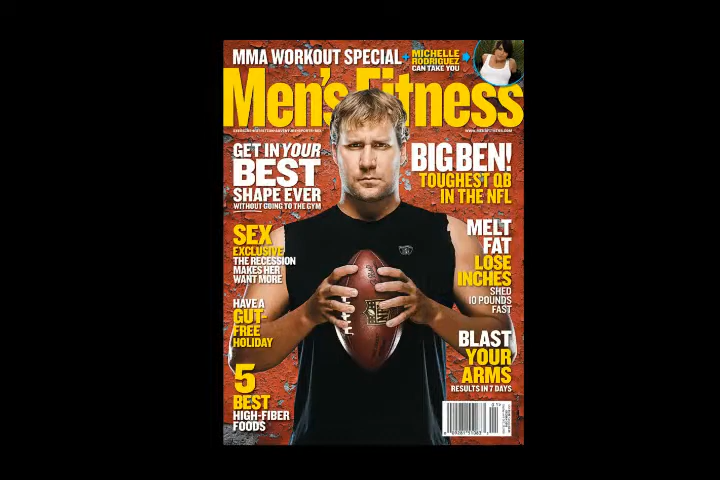 MMA WORKOUT SPECIAL +
MICHELLE
RODRIGUEZ
CAN TAKE YOU
Men's Fitness
GET IN YOUR
BEST
SHAPE EVER
WITHOUT GOING TO THE GYM
SEX
EXCLUSIVE
THE RECESSION
MAKES HER
WANT MORE
HAVE A
GUT-
FREE
HOLIDAY
5
BEST
HIGH-FIBER
FOODS
BIG BEN!
TOUGHEST QB
IN THE NFL
MELT
FAT
LOSE
INCHES
SHED
10 POUNDS
FAST
BLAST
YOUR
ARMS
RESULTS IN 7 DAYS
NFL